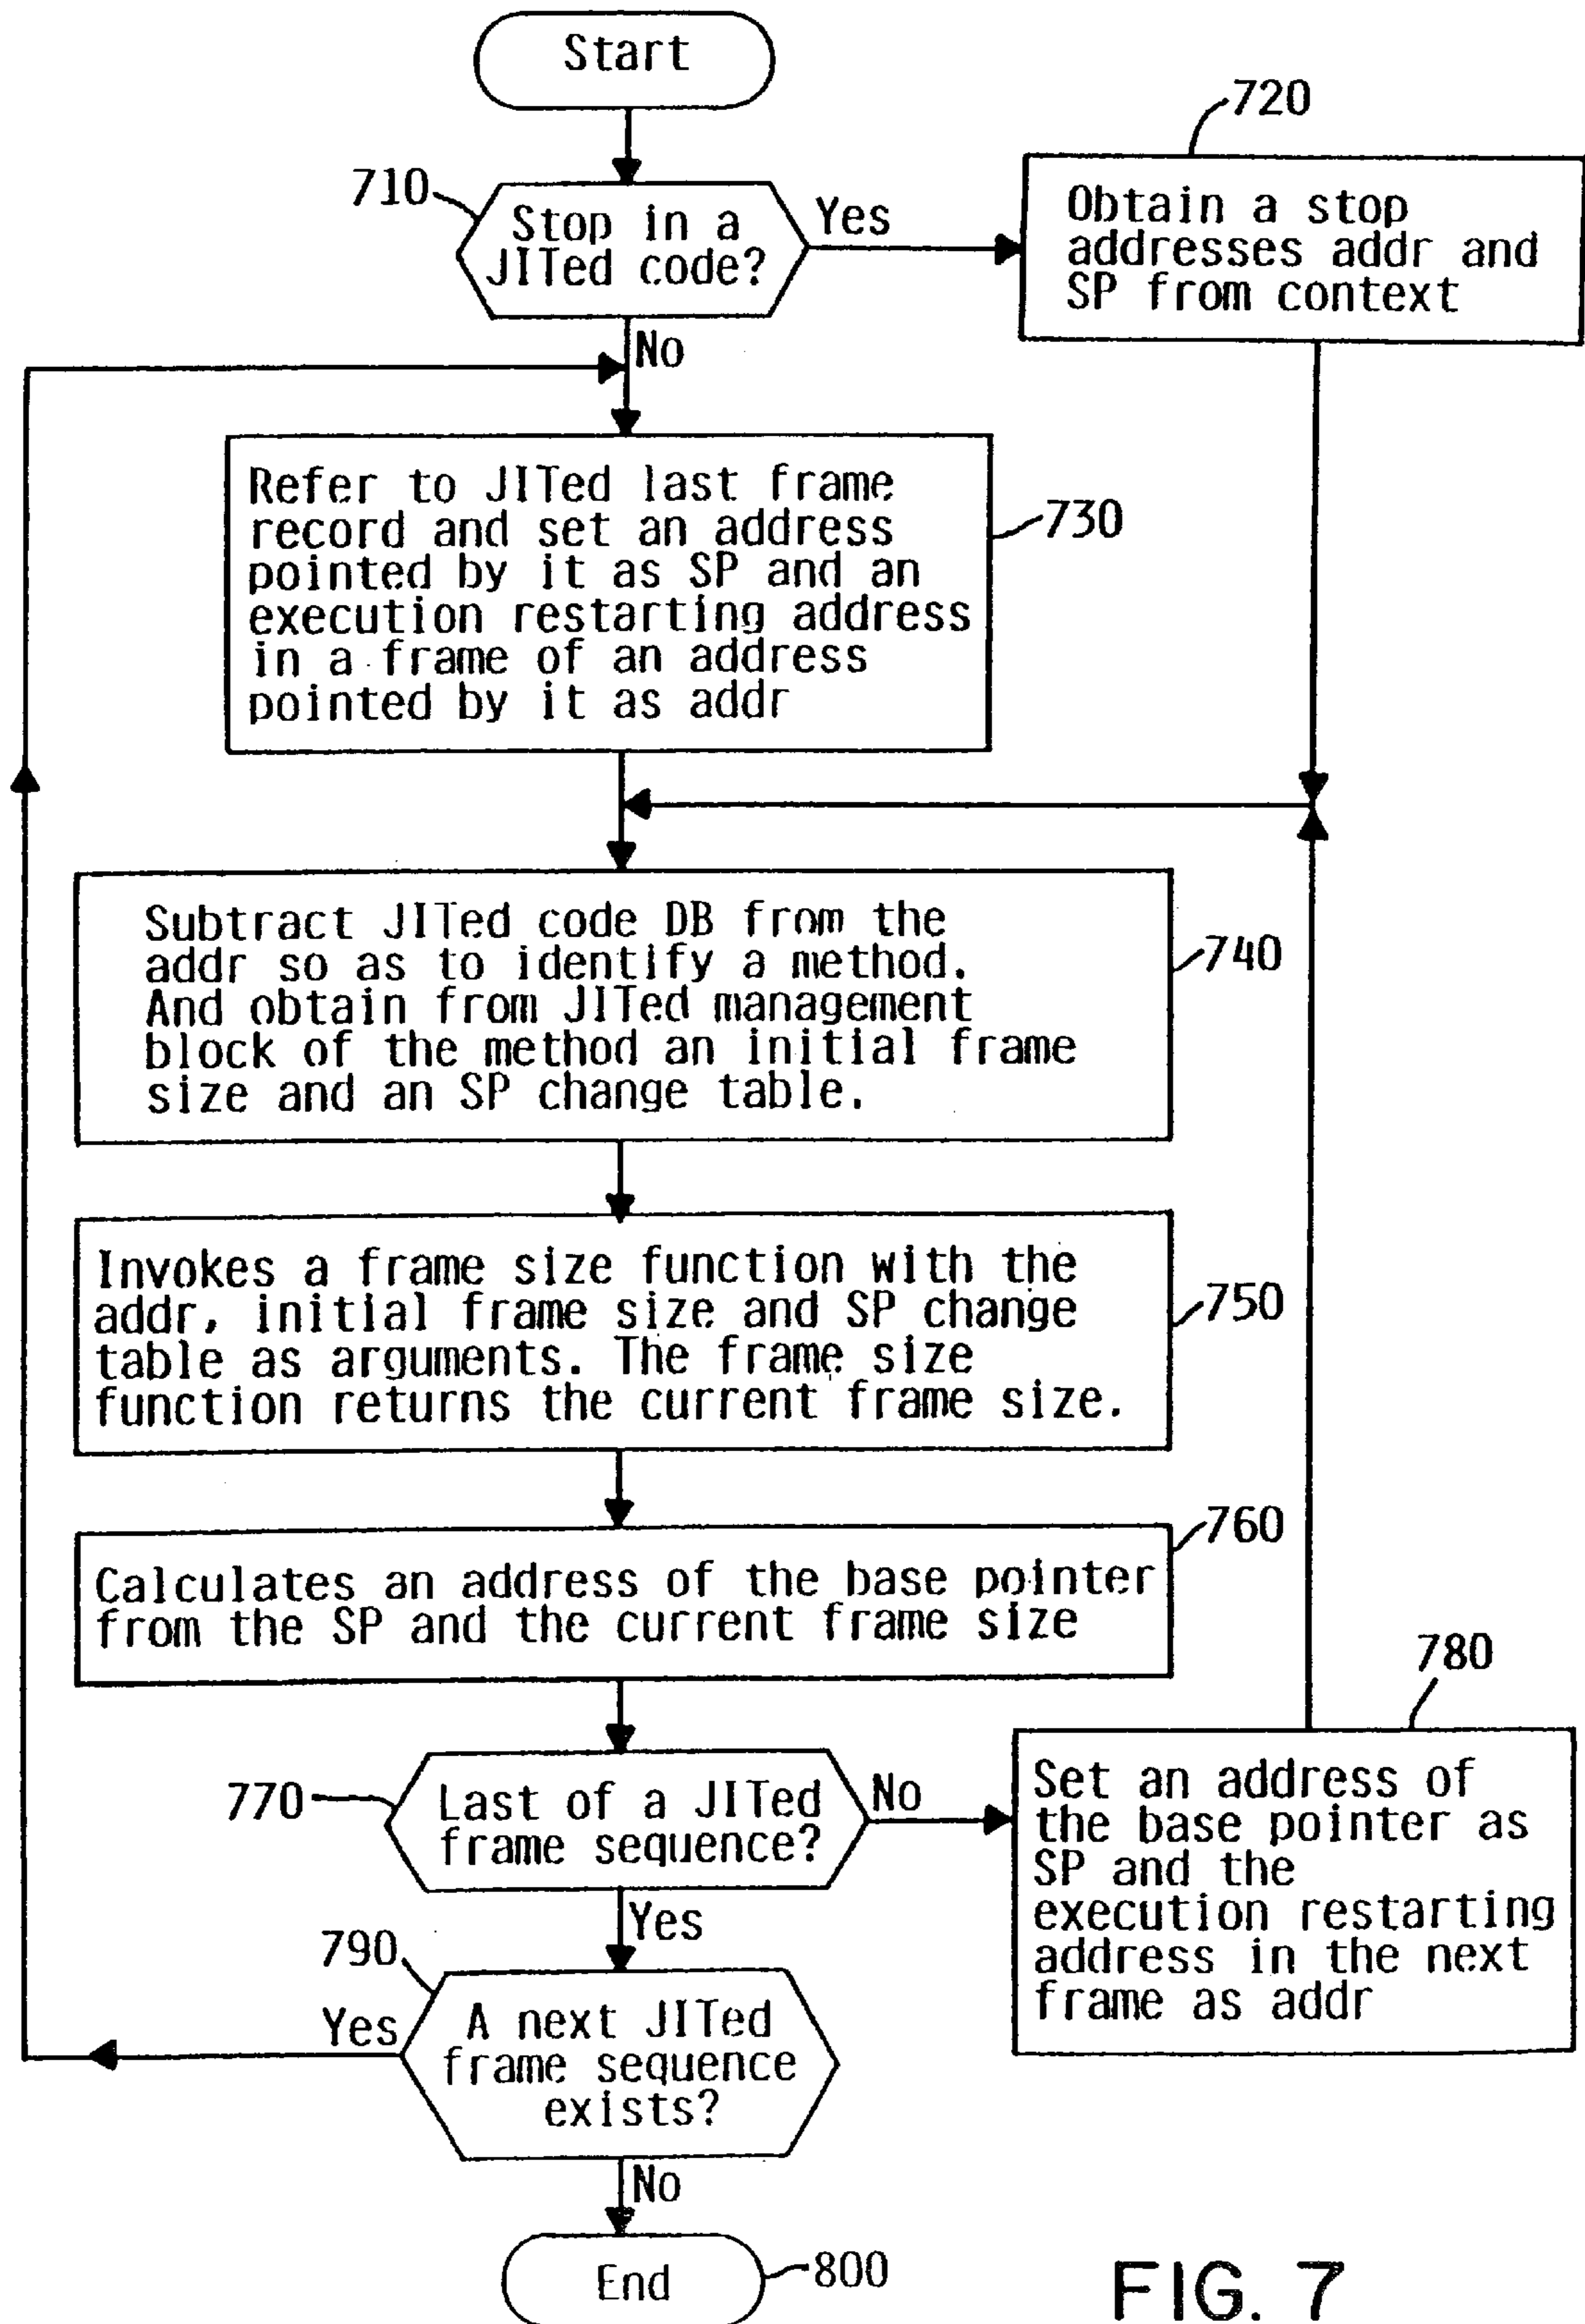 Start
710
Stop in a
JITed code?
Yes
720
Obtain a stop
addresses addr and
SP from context
No
Refer to JITed last frame
record and set an address
pointed by it as SP and an
execution restarting address
in a frame of an address
pointed by it as addr
730
Subtract JITed code DB from the
addr so as to identify a method.
And obtain from JITed management
block of the method an initial frame
size and an SP change table.
740
Invokes a frame size function with the
addr, initial frame size and SP change
table as arguments. The frame size
function returns the current frame size.
750
Calculates an address of the base pointer
from the SP and the current frame size
760
770
Last of a JITed
frame sequence?
No
780
Set an address of
the base pointer as
SP and the
execution restarting
address in the next
frame as addr
Yes
790
A next JITed
frame sequence
exists?
Yes
No
End
800
FIG. 7